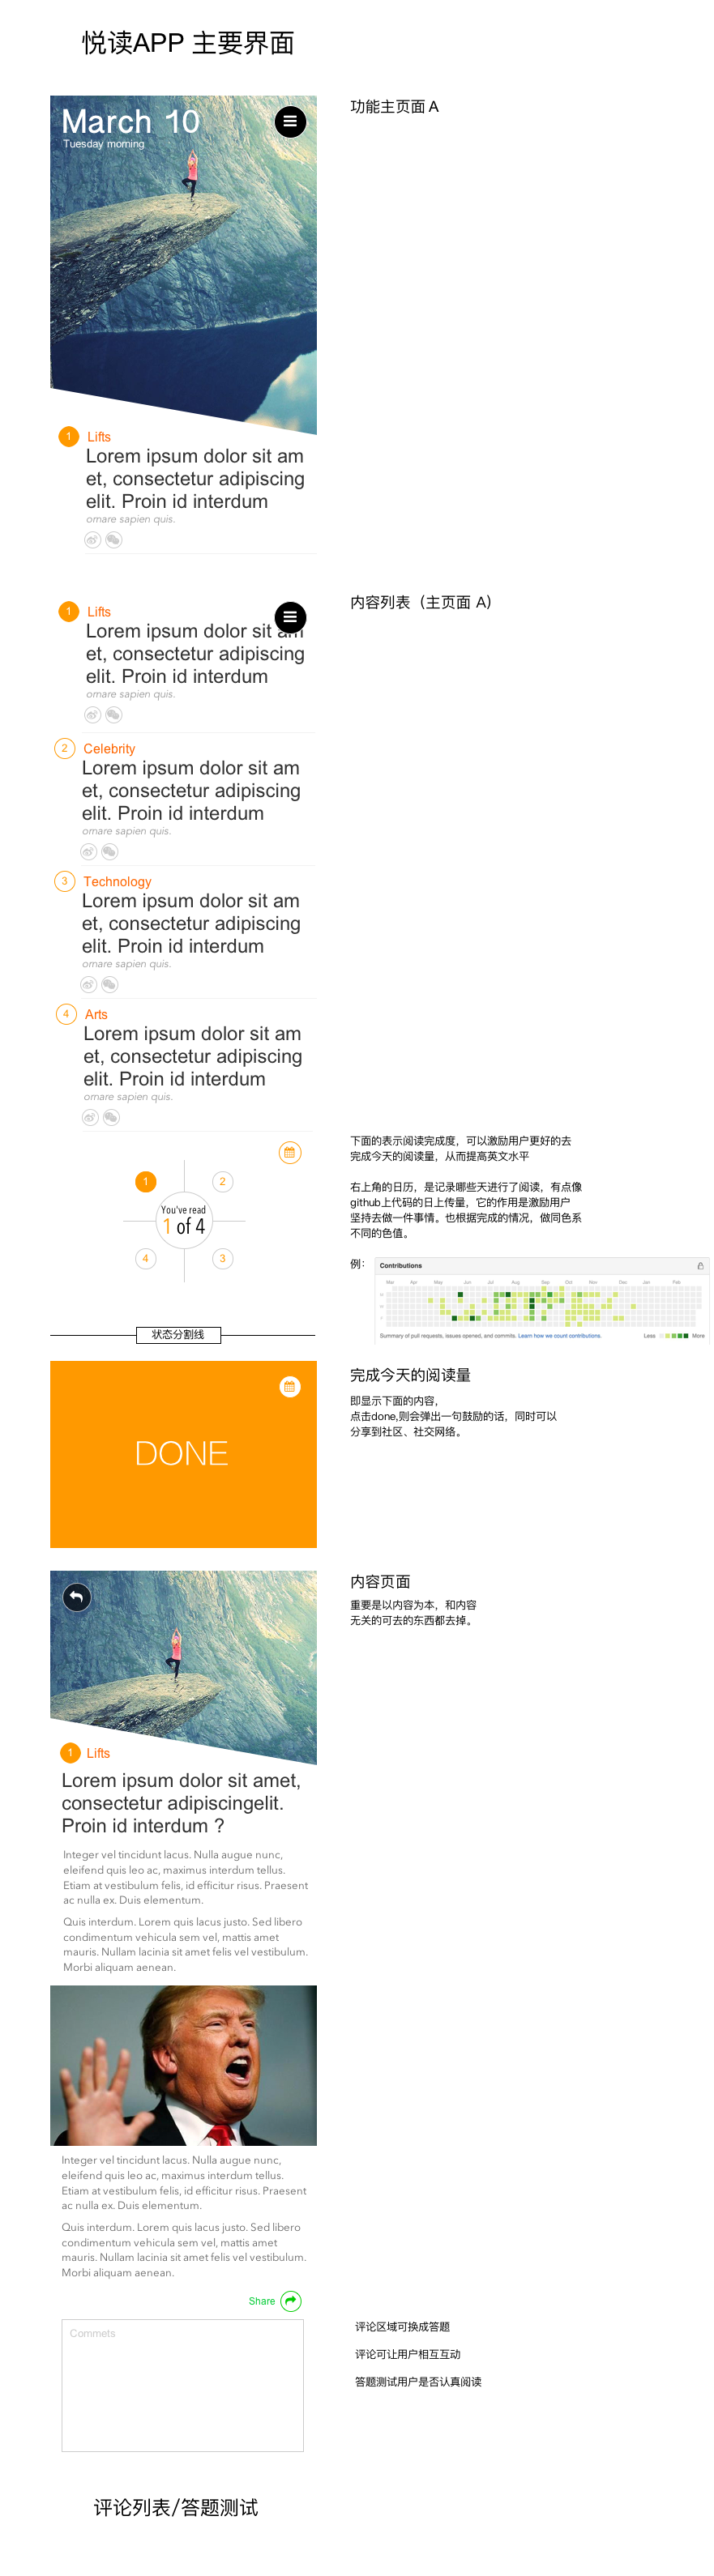 悦读APP 主要界面
March 10
Tuesday morning
功能主页面 A
1 Lifts
Lorem ipsum dolor sit am
et, consectetur adipiscing
elit. Proin id interdum
ornare sapien quis.
内容列表（主页面 A）
1 Lifts
Lorem ipsum dolor sit am
et, consectetur adipiscing
elit. Proin id interdum
ornare sapien quis.
2 Celebrity
Lorem ipsum dolor sit am
et, consectetur adipiscing
elit. Proin id interdum
ornare sapien quis.
3 Technology
Lorem ipsum dolor sit am
et, consectetur adipiscing
elit. Proin id interdum
ornare sapien quis.
4 Arts
Lorem ipsum dolor sit am
et, consectetur adipiscing
elit. Proin id interdum
ornare sapien quis.
下面的表示阅读完成度，可以激励用户更好的去
完成今天的阅读量，从而提高英文水平
右上角的日历，是记录哪些天进行了阅读，有点像
github上代码的日上传量，它的作用是激励用户
坚持去做一件事情。也根据完成的情况，做同色系
不同的色值。
1 2
You've read
1 of 4
4 3
例：
Contributions
Mar Apr May Jun Jul Aug Sep Oct Nov Dec Jan Feb
M
W
F
Summary of pull requests, issues opened, and commits. Learn how we count contributions. Less More
状态分割线
DONE
完成今天的阅读量
即显示下面的内容，
点击done,则会弹出一句鼓励的话，同时可以
分享到社区、社交网络。
内容页面
重要是以内容为本，和内容
无关的可去的东西都去掉。
1 Lifts
Lorem ipsum dolor sit amet,
consectetur adipiscingelit.
Proin id interdum ?
Integer vel tincidunt lacus. Nulla augue nunc,
eleifend quis leo ac, maximus interdum tellus.
Etiam at vestibulum felis, id efficitur risus. Praesent
ac nulla ex. Duis elementum.
Quis interdum. Lorem quis lacus justo. Sed libero
condimentum vehicula sem vel, mattis amet
mauris. Nullam lacinia sit amet felis vel vestibulum.
Morbi aliquam aenean.
Integer vel tincidunt lacus. Nulla augue nunc,
eleifend quis leo ac, maximus interdum tellus.
Etiam at vestibulum felis, id efficitur risus. Praesent
ac nulla ex. Duis elementum.
Quis interdum. Lorem quis lacus justo. Sed libero
condimentum vehicula sem vel, mattis amet
mauris. Nullam lacinia sit amet felis vel vestibulum.
Morbi aliquam aenean.
Share
Commets
评论区域可换成答题
评论可让用户相互互动
答题测试用户是否认真阅读
评论列表/答题测试